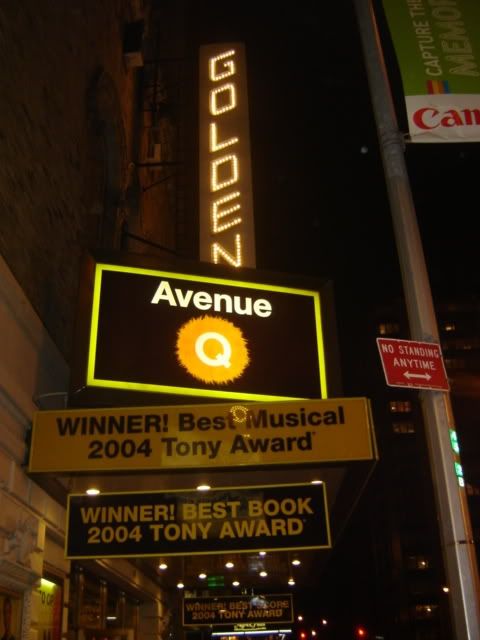 GOLDEN
CAPTURE THE
MEMOR
Can
Avenue
Q
NO STANDING
ANYTIME
WINNER! Best Musical
2004 Tony Award
WINNER! BEST BOOK
2004 TONY AWARD
WINNER! BEST SCORE
2004 TONY AWARD